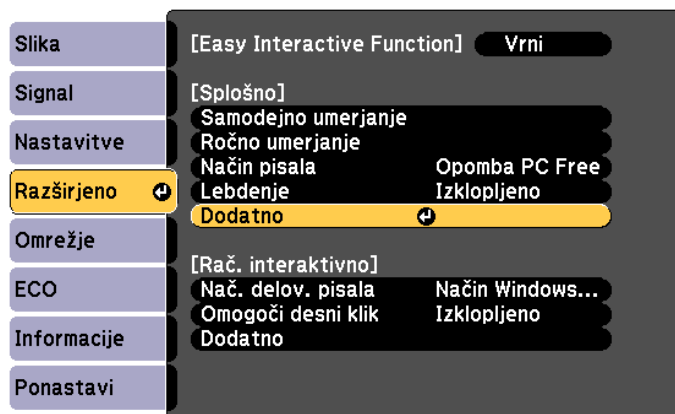 Slika
Signal
Nastavitve
Razširjeno
Omrežje
ECO
Informacije
Ponastavi
[Easy Interactive Function] Vrni
[Splošno]
Samodejno umerjanje
Ročno umerjanje
Način pisala Opomba PC Free
Lebdenje Izklopljeno
Dodatno
[Rač. interaktivno]
Nač. delov. pisala Način Windows...
Omogoči desni klik Izklopljeno
Dodatno